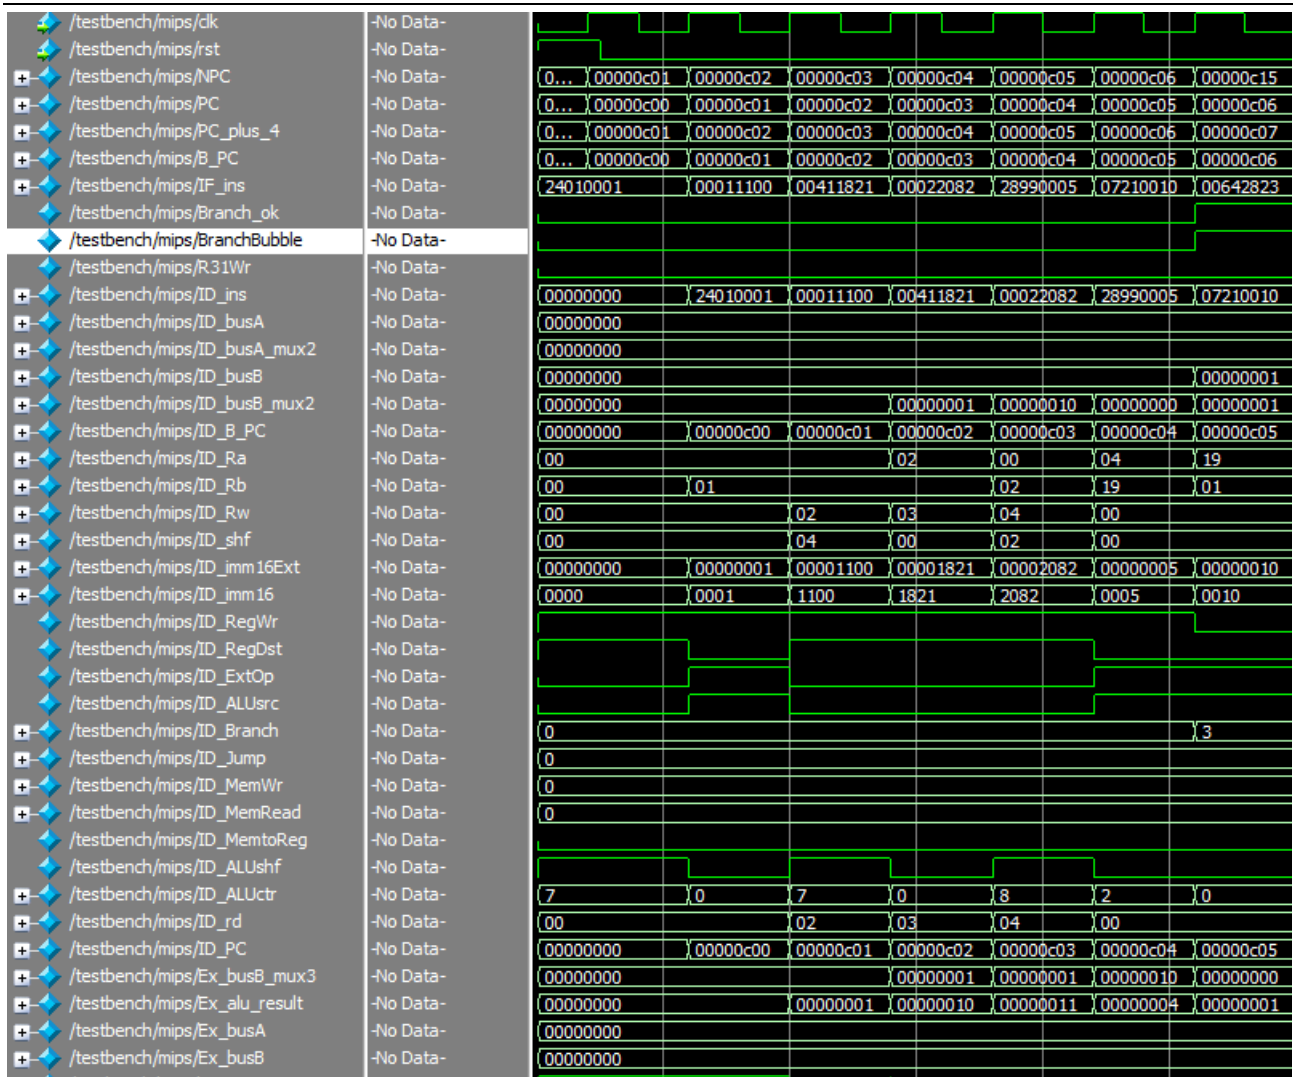 /testbench/mips/clk -No Data-
/testbench/mips/rst -No Data-
/testbench/mips/NPC -No Data- 0... 00000c01 00000c02 00000c03 00000c04 00000c05 00000c06 00000c15
/testbench/mips/PC -No Data- 0... 00000c00 00000c01 00000c02 00000c03 00000c04 00000c05 00000c06
/testbench/mips/PC_plus_4 -No Data- 0... 00000c01 00000c02 00000c03 00000c04 00000c05 00000c06 00000c07
/testbench/mips/B_PC -No Data- 0... 00000c00 00000c01 00000c02 00000c03 00000c04 00000c05 00000c06
/testbench/mips/IF_ins -No Data- 24010001 00011100 00411821 00022082 28990005 07210010 00642823
/testbench/mips/Branch_ok -No Data-
/testbench/mips/BranchBubble -No Data-
/testbench/mips/R31Wr -No Data-
/testbench/mips/ID_ins -No Data- 00000000 24010001 00011100 00411821 00022082 28990005 07210010
/testbench/mips/ID_busA -No Data- 00000000
/testbench/mips/ID_busA_mux2 -No Data- 00000000
/testbench/mips/ID_busB -No Data- 00000000 00000001
/testbench/mips/ID_busB_mux2 -No Data- 00000000 00000001 00000010 00000000 00000001
/testbench/mips/ID_B_PC -No Data- 00000000 00000c00 00000c01 00000c02 00000c03 00000c04 00000c05
/testbench/mips/ID_Ra -No Data- 00 02 00 04 19
/testbench/mips/ID_Rb -No Data- 00 01 02 19 01
/testbench/mips/ID_Rw -No Data- 00 02 03 04 00
/testbench/mips/ID_shf -No Data- 00 04 00 02 00
/testbench/mips/ID_imm16Ext -No Data- 00000000 00000001 00001100 00001821 00002082 00000005 00000010
/testbench/mips/ID_imm16 -No Data- 0000 0001 1100 1821 2082 0005 0010
/testbench/mips/ID_RegWr -No Data-
/testbench/mips/ID_RegDst -No Data-
/testbench/mips/ID_ExtOp -No Data-
/testbench/mips/ID_ALUsrc -No Data-
/testbench/mips/ID_Branch -No Data- 0 3
/testbench/mips/ID_Jump -No Data- 0
/testbench/mips/ID_MemWr -No Data- 0
/testbench/mips/ID_MemRead -No Data- 0
/testbench/mips/ID_MemtoReg -No Data-
/testbench/mips/ID_ALUshf -No Data-
/testbench/mips/ID_ALUctr -No Data- 7 0 7 0 8 2 0
/testbench/mips/ID_rd -No Data- 00 02 03 04 00
/testbench/mips/ID_PC -No Data- 00000000 00000c00 00000c01 00000c02 00000c03 00000c04 00000c05
/testbench/mips/Ex_busB_mux3 -No Data- 00000000 00000001 00000001 00000010 00000000
/testbench/mips/Ex_alu_result -No Data- 00000000 00000001 00000010 00000011 00000004 00000001
/testbench/mips/Ex_busA -No Data- 00000000
/testbench/mips/Ex_busB -No Data- 00000000